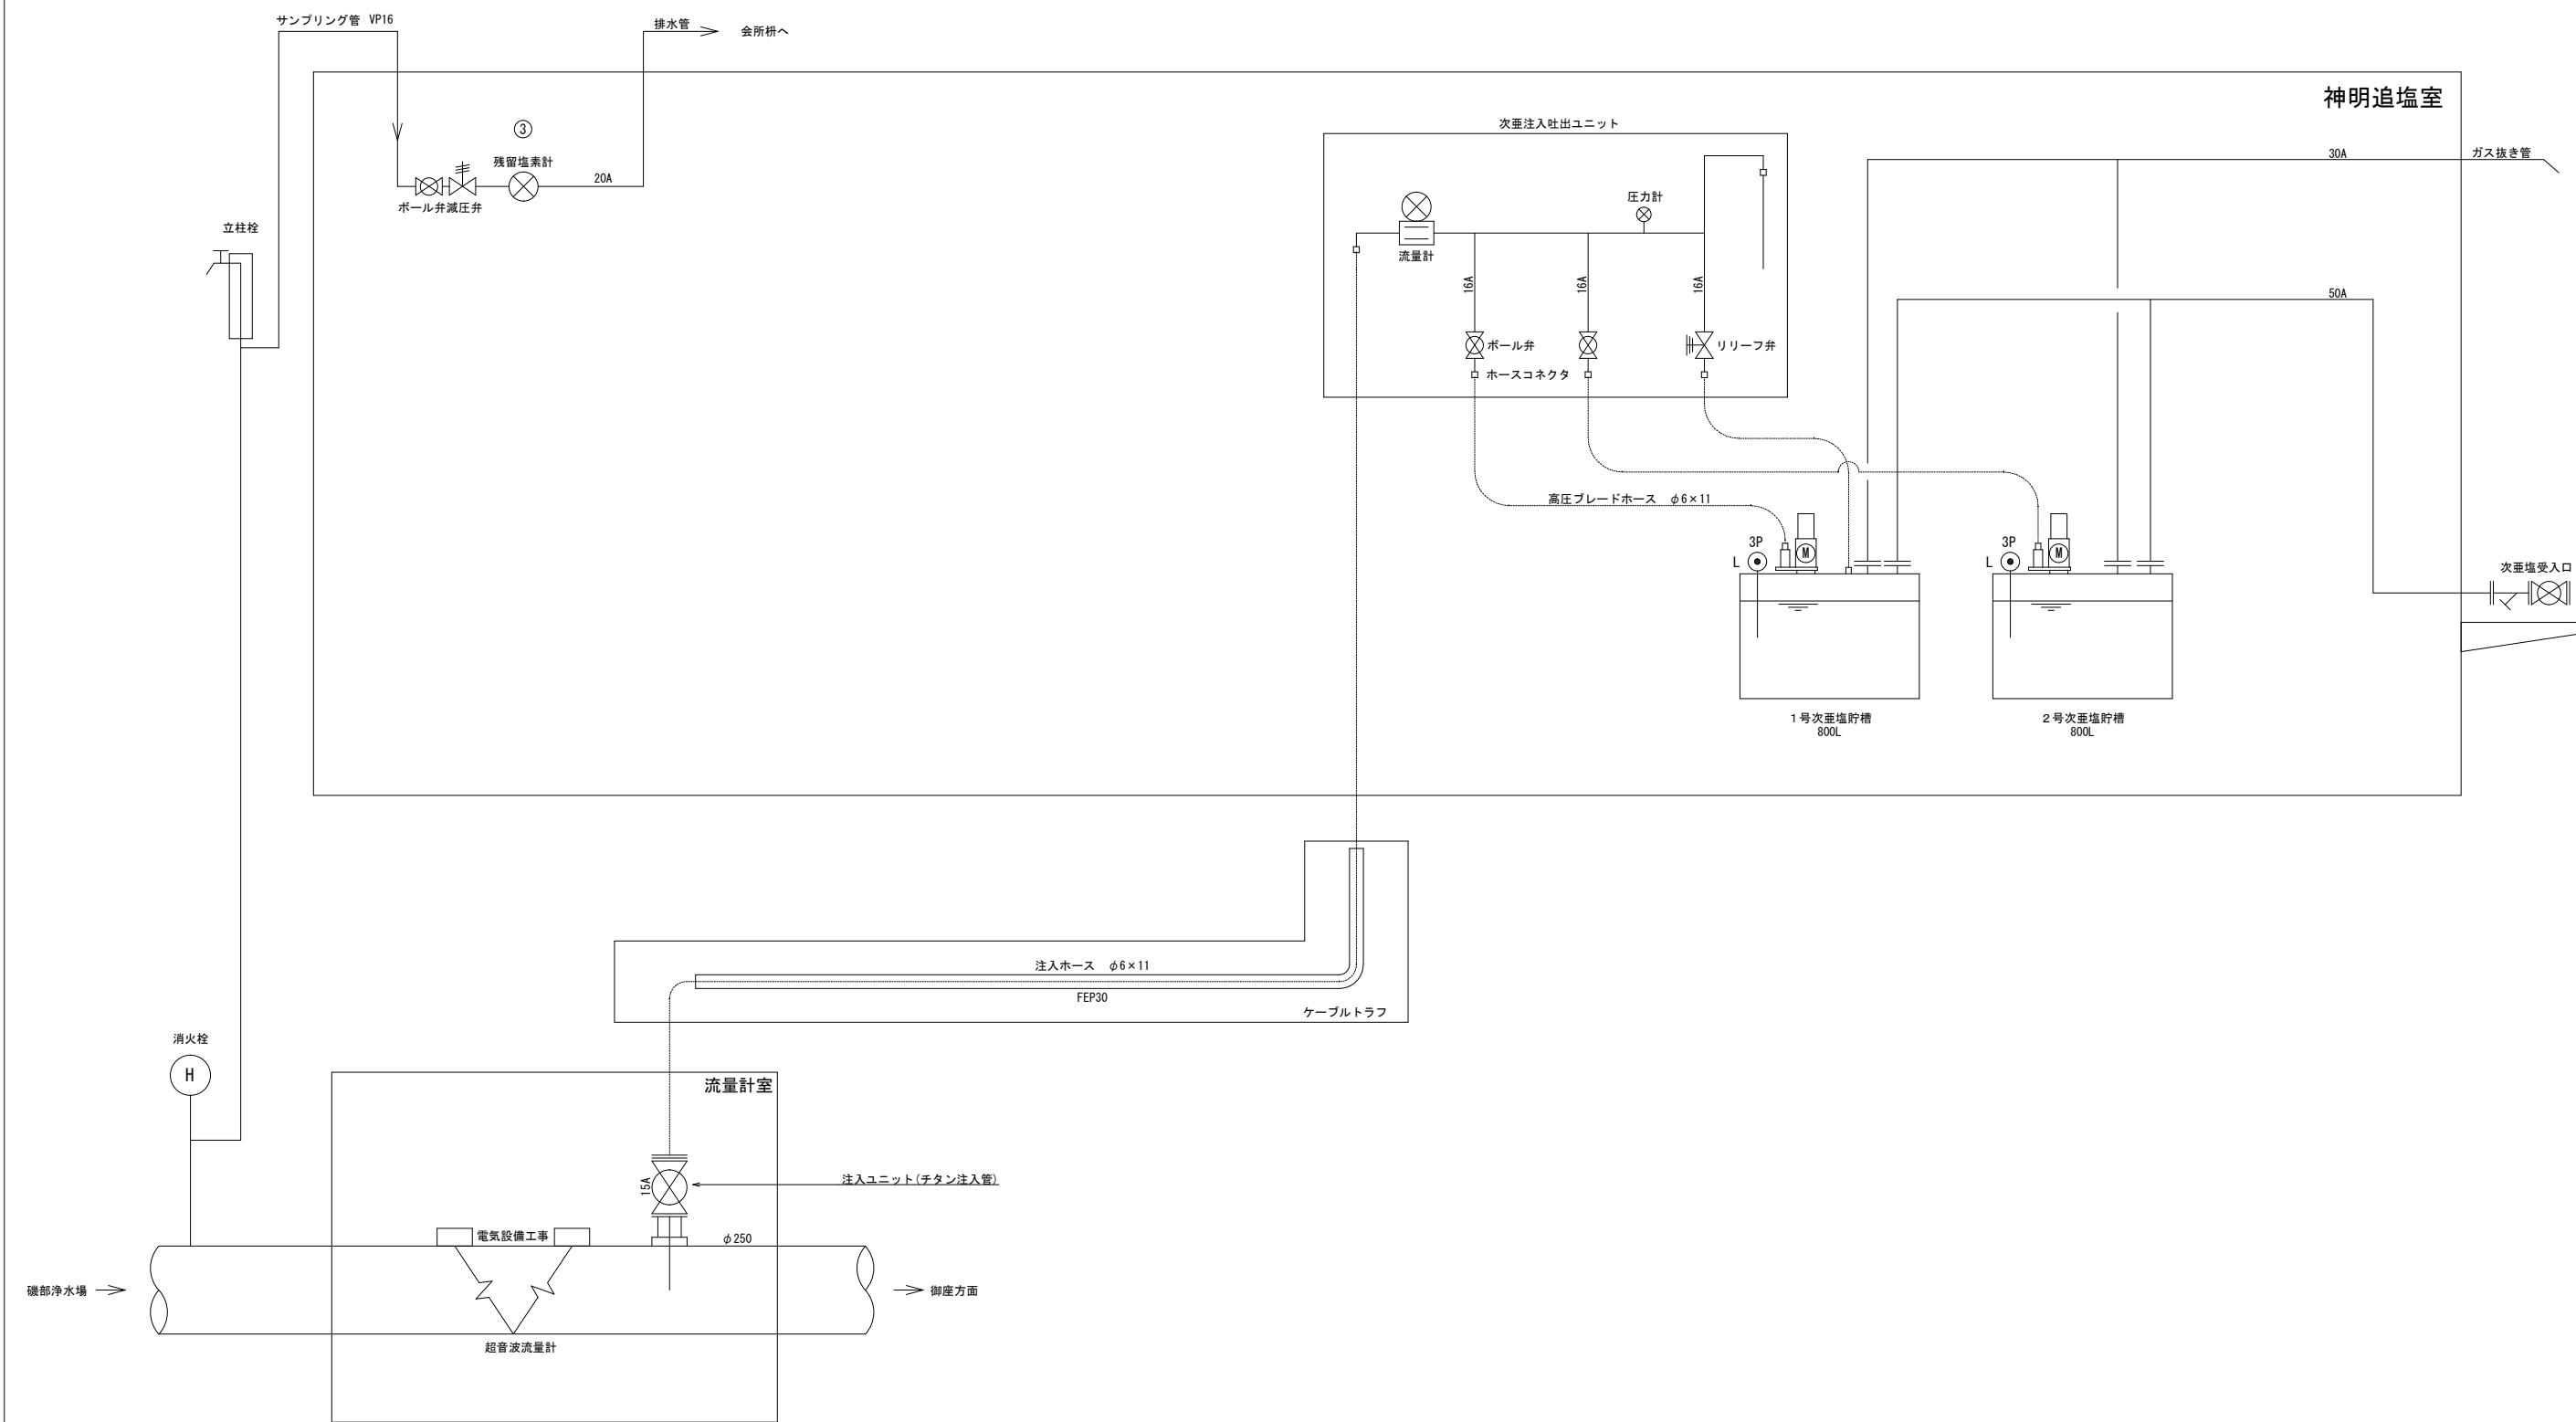 サンプリング管 VP16
排水管
会所枡へ
神明追塩室
③
残留塩素計
20A
ボール弁減圧弁
立柱栓
次亜注入吐出ユニット
圧力計
流量計
16A
16A
16A
ボール弁
リリーフ弁
ホースコネクタ
30A
ガス抜き管
50A
高圧ブレードホース φ6×11
3P
L
M
3P
L
M
次亜塩受入口
1号次亜塩貯槽
800L
2号次亜塩貯槽
800L
注入ホース φ6×11
FEP30
ケーブルトラフ
消火栓
H
流量計室
15A
注入ユニット(チタン注入管)
電気設備工事
φ250
磯部浄水場
御座方面
超音波流量計